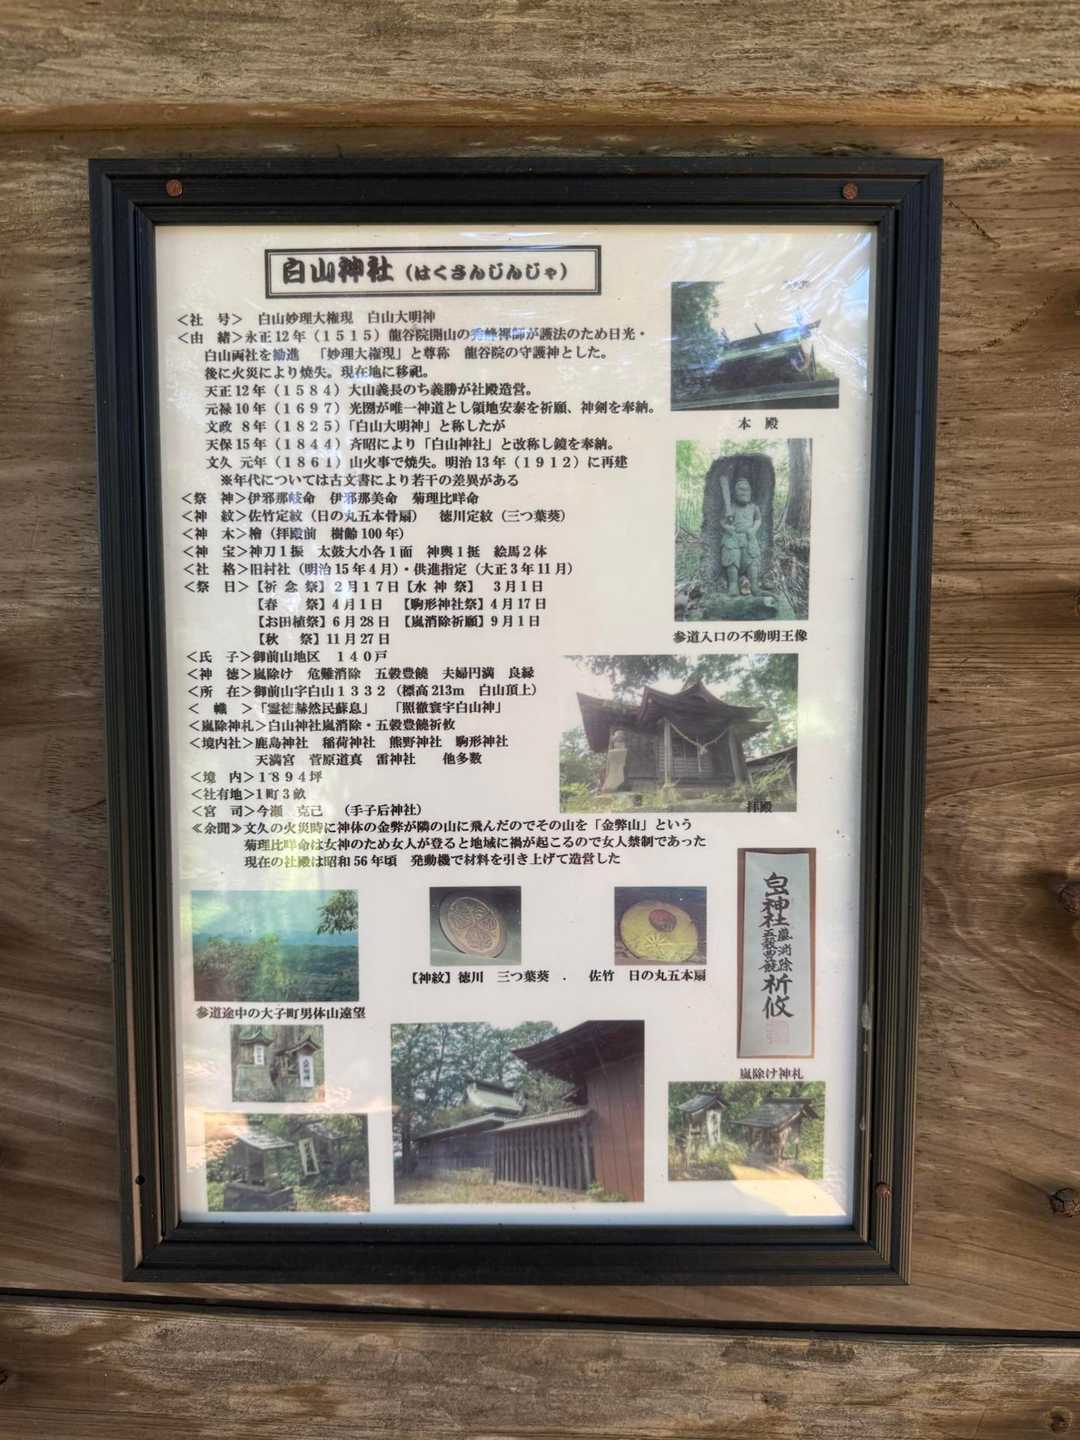 白山神社（はくさんじんじゃ）
＜社　号＞　白山妙理大権現　白山大明神
＜由　緒＞永正12年（１５１５）龍谷院開山の秀峰禅師が護法のため日光・
白山両社を勧進　「妙理大権現」と尊称　龍谷院の守護神とした。
後に火災により焼失。現在地に移祀。
天正12年（１５８４）大山義長のち義勝が社殿造営。
元禄10年（１６９７）光圀が唯一神道とし領地安泰を祈願、神剣を奉納。
文政 8年（１８２５）「白山大明神」と称したが
天保15年（１８４４）斉昭により「白山神社」と改称し鏡を奉納。
文久 元年（１８６１）山火事で焼失。明治13年（１９１２）に再建
※年代については古文書により若干の差異がある
＜祭　神＞伊邪那岐命　伊邪那美命　菊理比咩命
＜神　紋＞佐竹定紋（日の丸五本骨扇）　徳川定紋（三つ葉葵）
＜神　木＞檜（拝殿前　樹齢100年）
＜神　宝＞神刀１振　太鼓大小各１面　神輿１挺　絵馬２体
＜社　格＞旧村社（明治15年４月）・供進指定（大正３年11月）
＜祭　日＞【祈 念 祭】２月１７日【水 神 祭】　３月１日
【春　　祭】４月１日　【駒形神社祭】４月17日
【お田植祭】６月28日　【嵐消除祈願】９月１日
【秋　　祭】11月27日
＜氏　子＞御前山地区　１４０戸
＜神　徳＞嵐除け　危難消除　五穀豊饒　夫婦円満　良縁
＜所　在＞御前山字白山１３３２（標高213m　白山頂上）
＜　幟　＞「霊徳赫然民蘇息」　「照徹寰宇白山神」
＜嵐除神札＞白山神社嵐消除・五穀豊饒祈攸
＜境内社＞鹿島神社　稲荷神社　熊野神社　駒形神社
天満宮　菅原道真　雷神社　　他多数
＜境　内＞１８９４坪
＜社有地＞１町３畝
＜宮　司＞今瀬　克己　（手子后神社）
≪余聞≫文久の火災時に神体の金弊が隣の山に飛んだのでその山を「金弊山」という
菊理比咩命は女神のため女人が登ると地域に禍が起こるので女人禁制であった
現在の社殿は昭和56年頃　発動機で材料を引き上げて造営した
本　殿
参道入口の不動明王像
拝殿
参道途中の大子町男体山遠望
【神紋】徳川　三つ葉葵　．　佐竹　日の丸五本扇
白山神社嵐消除五穀豊饒祈攸
嵐除け神札